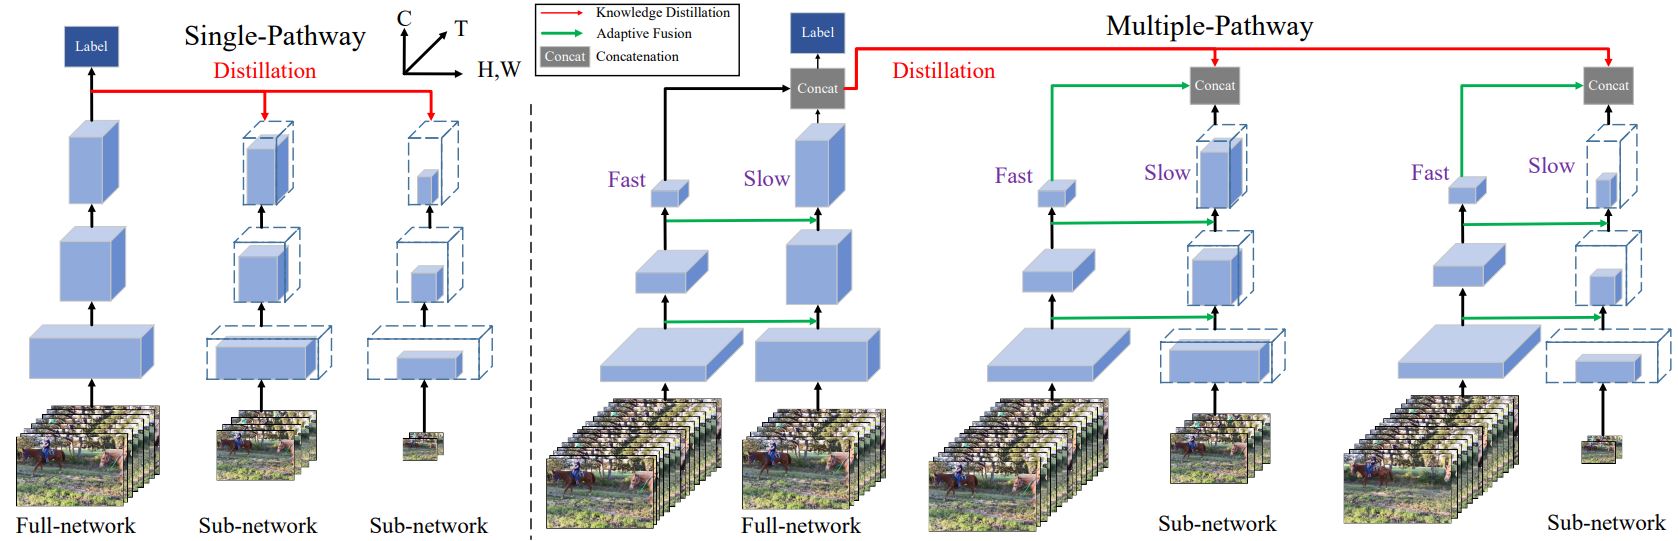 Label
Single-Pathway
Distillation
C
T
H,W
Knowledge Distillation
Adaptive Fusion
Concat Concatenation
Label
Multiple-Pathway
Distillation
Concat
Concat
Concat
Fast
Slow
Fast
Slow
Fast
Slow
Full-network
Sub-network
Sub-network
Full-network
Sub-network
Sub-network